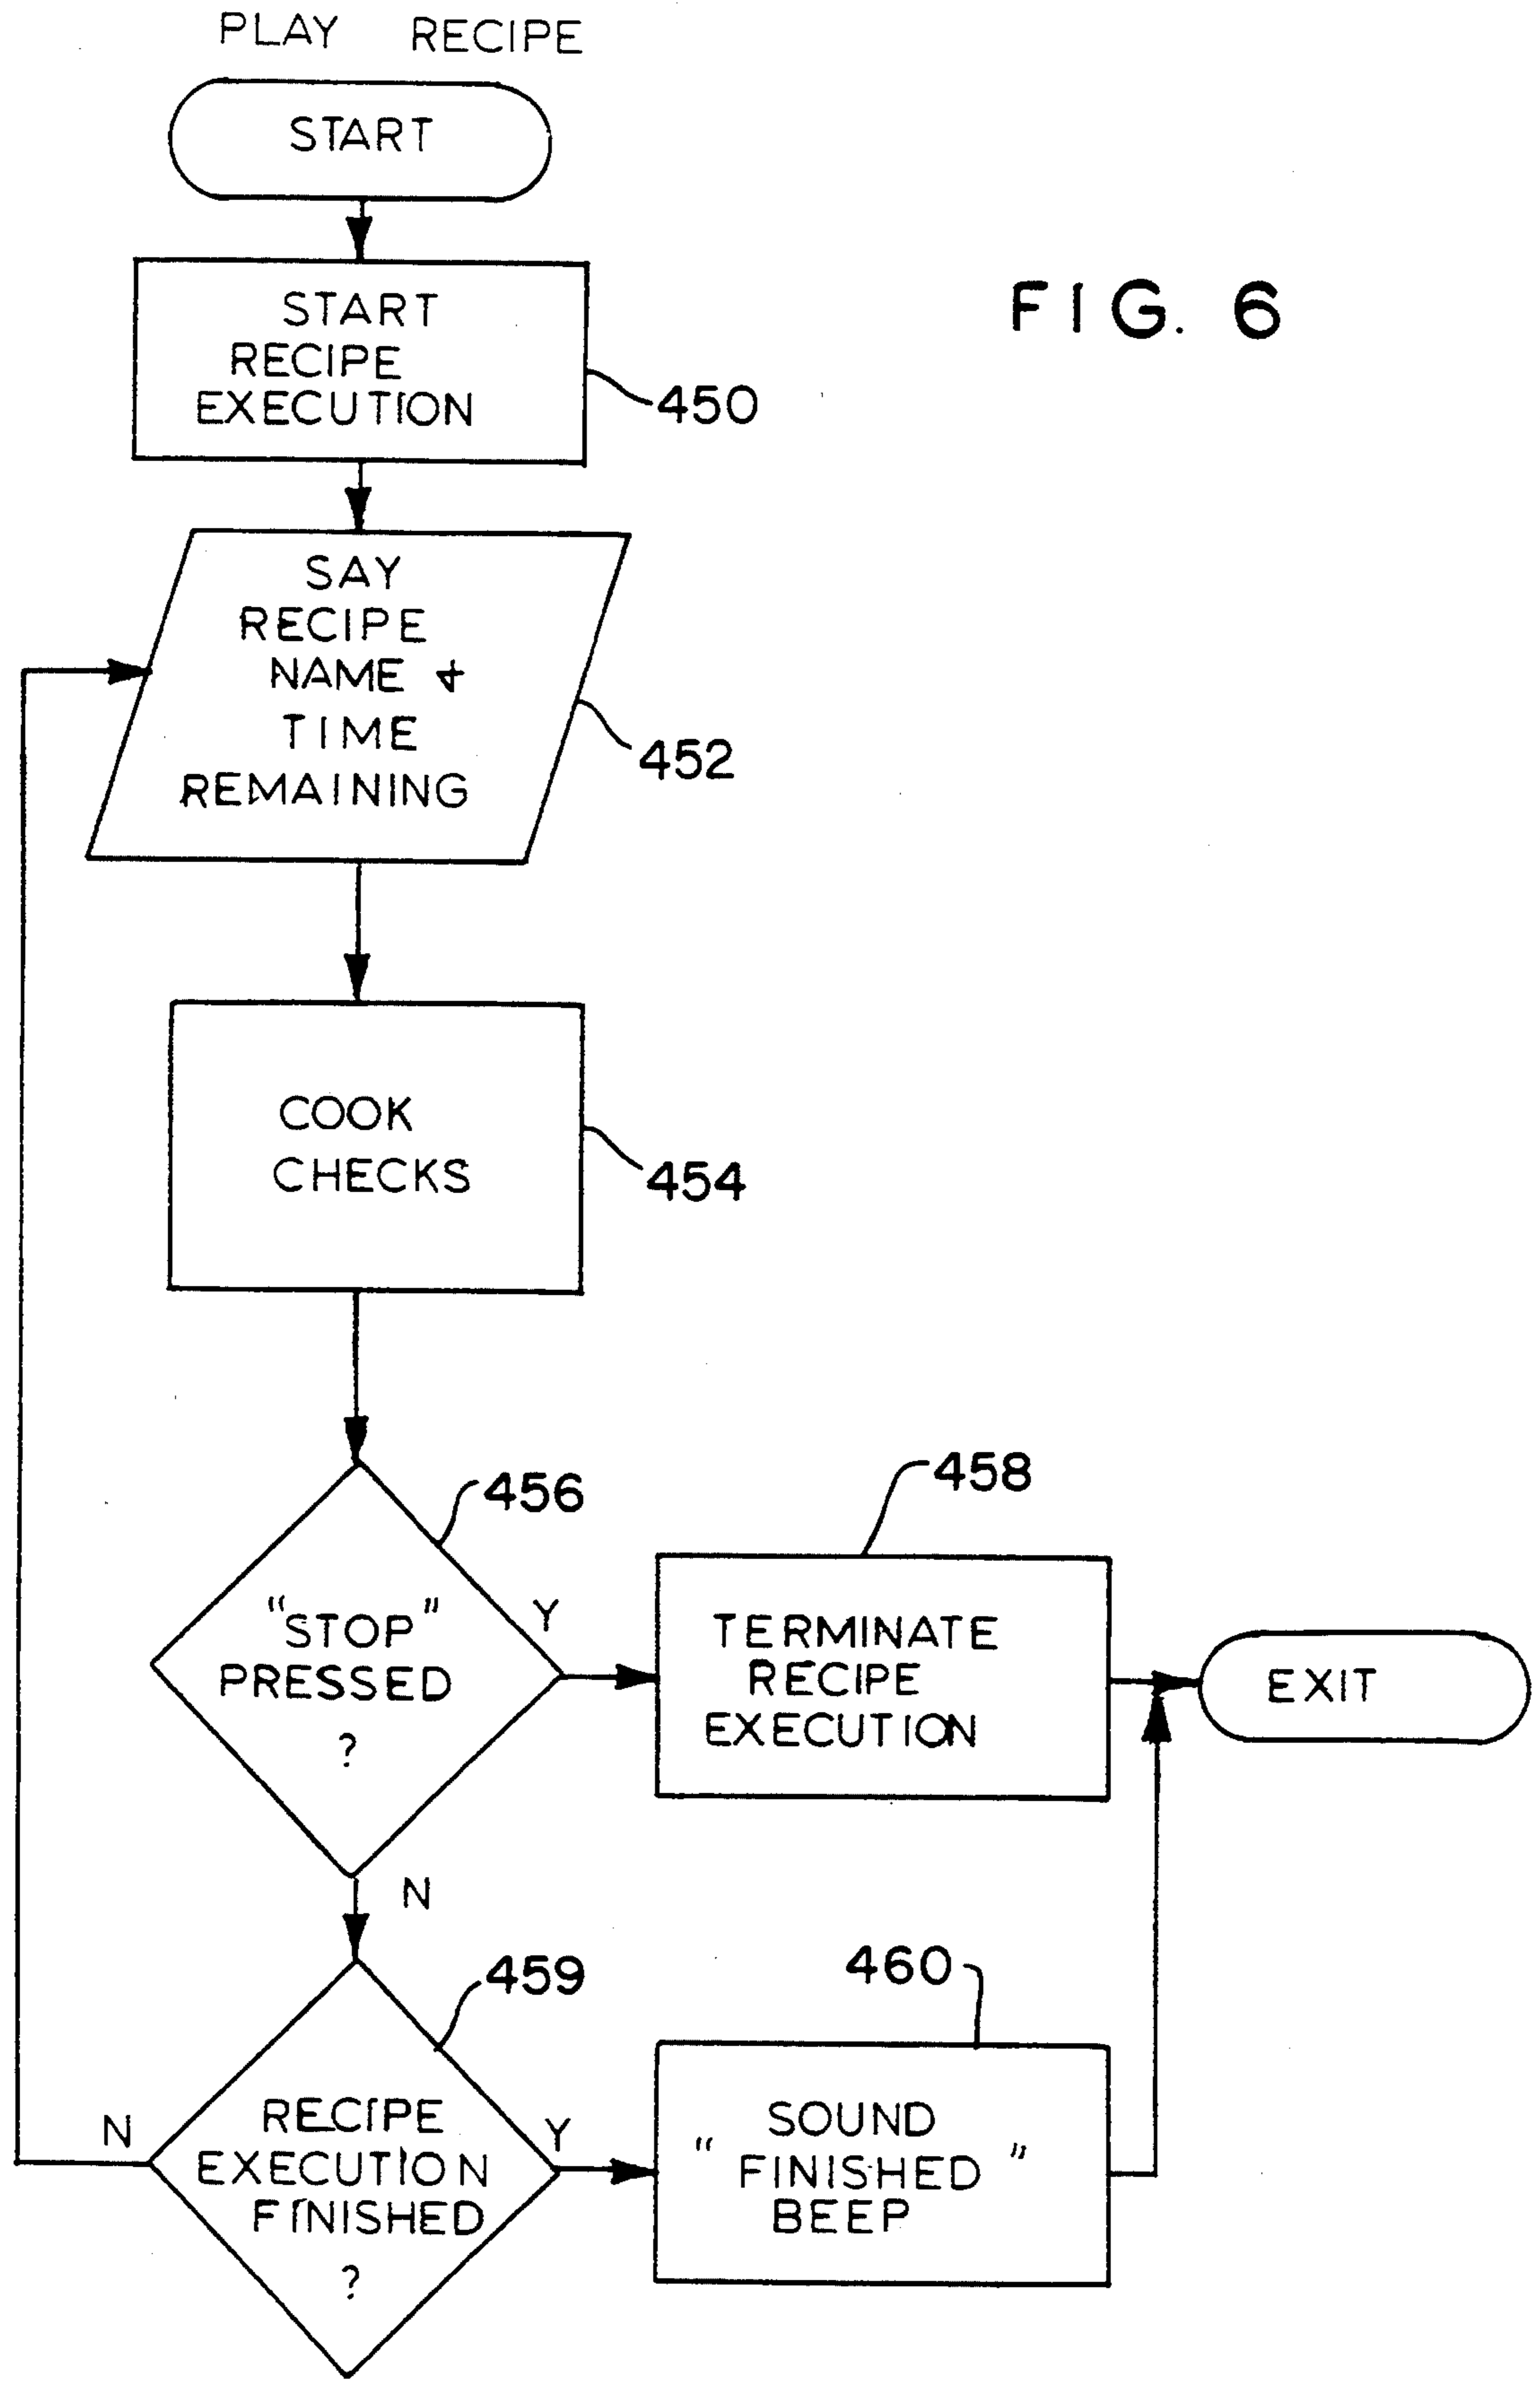 PLAY RECIPE
START
START
RECIPE
EXECUTION
FIG. 6
450
SAY
RECIPE
NAME &
TIME
REMAINING
452
COOK
CHECKS
454
456
"STOP"
PRESSED
?
Y
N
458
TERMINATE
RECIPE
EXECUTION
EXIT
459
RECIPE
EXECUTION
FINISHED
?
N
Y
460
SOUND
" FINISHED "
BEEP